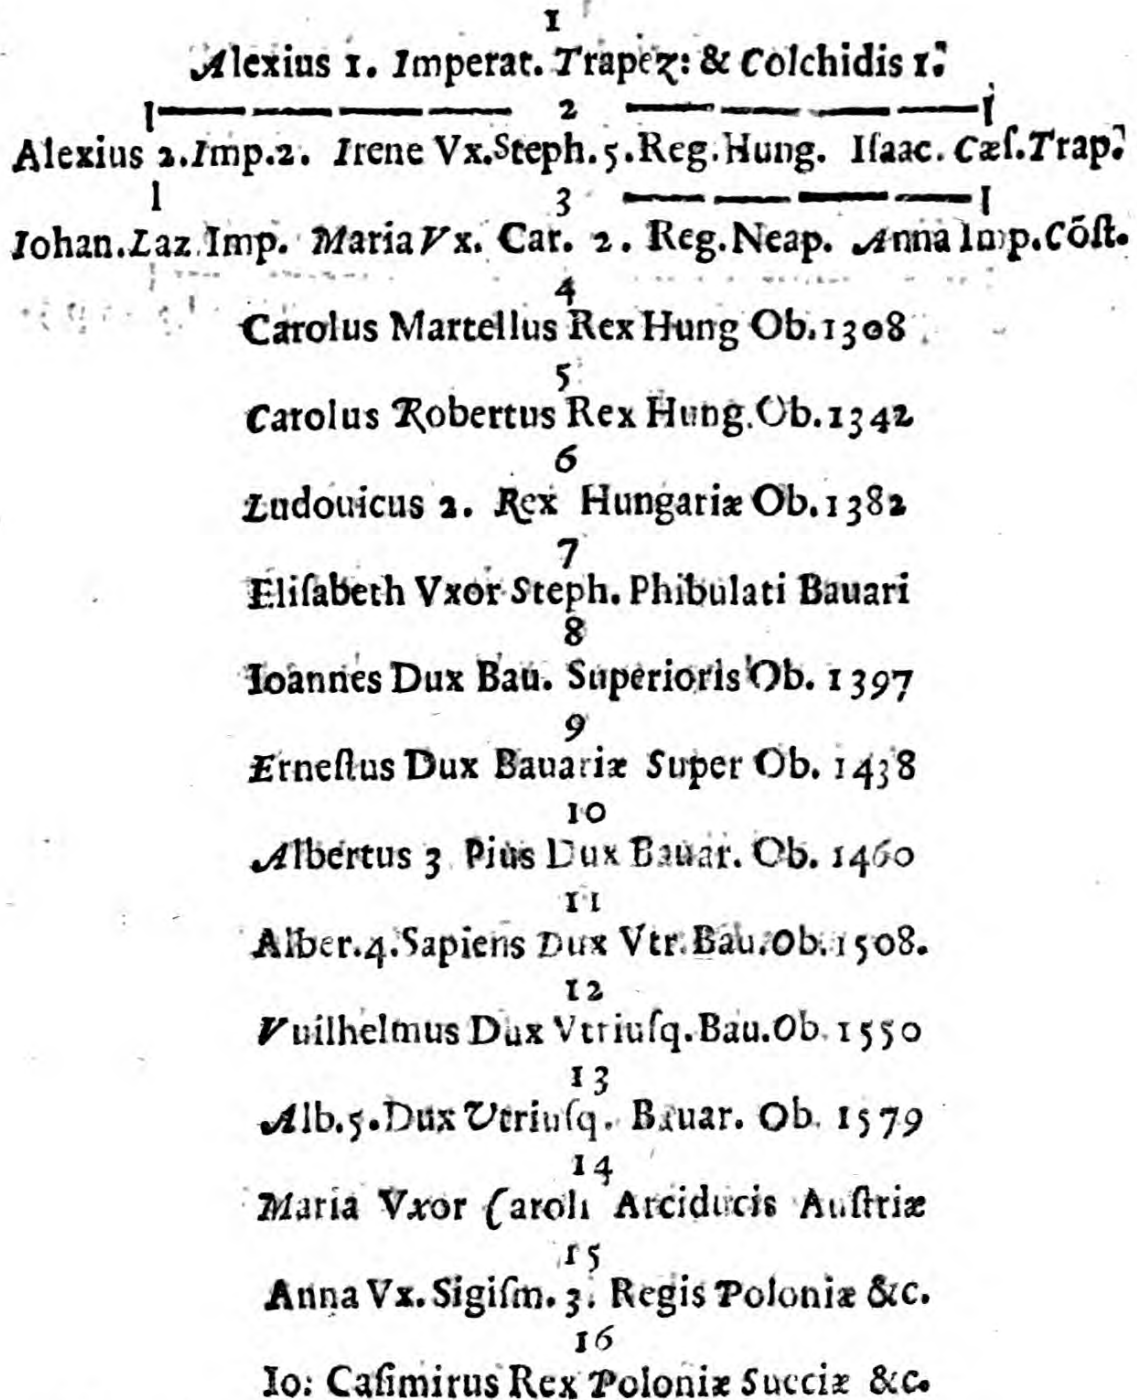 1
Alexius 1. Imperat. Trapez: & Colchidis 1.
2
Alexius 2. Imp. 2. Irene Vx. Steph. 5. Reg. Hung. Iſaac. Cæſ. Trap.
3
Iohan. Laz. Imp. Maria Vx. Car. 2. Reg. Neap. Anna Imp. Cõſt.
4
Carolus Martellus Rex Hung Ob. 1308
5
Carolus Robertus Rex Hung. Ob. 1342
6
Ludouicus 2. Rex Hungariæ Ob. 1382
7
Eliſabeth Vxor Steph. Phibulati Bauari
8
Ioannes Dux Bau. Superioris Ob. 1397
9
Erneſtus Dux Bauariæ Super Ob. 1438
10
Albertus 3 Pius Dux Bauar. Ob. 1460
11
Alber. 4. Sapiens Dux Vtr. Bau. Ob. 1508.
12
Vuilhelmus Dux Vtriuſq. Bau. Ob. 1550
13
Alb. 5. Dux Vtriuſq. Bauar. Ob. 1579
14
Maria Vxor Caroli Arciducis Auſtriæ
15
Anna Vx. Sigiſm. 3. Regis Poloniæ &c.
16
Io: Caſimirus Rex Poloniæ Sueciæ &c.